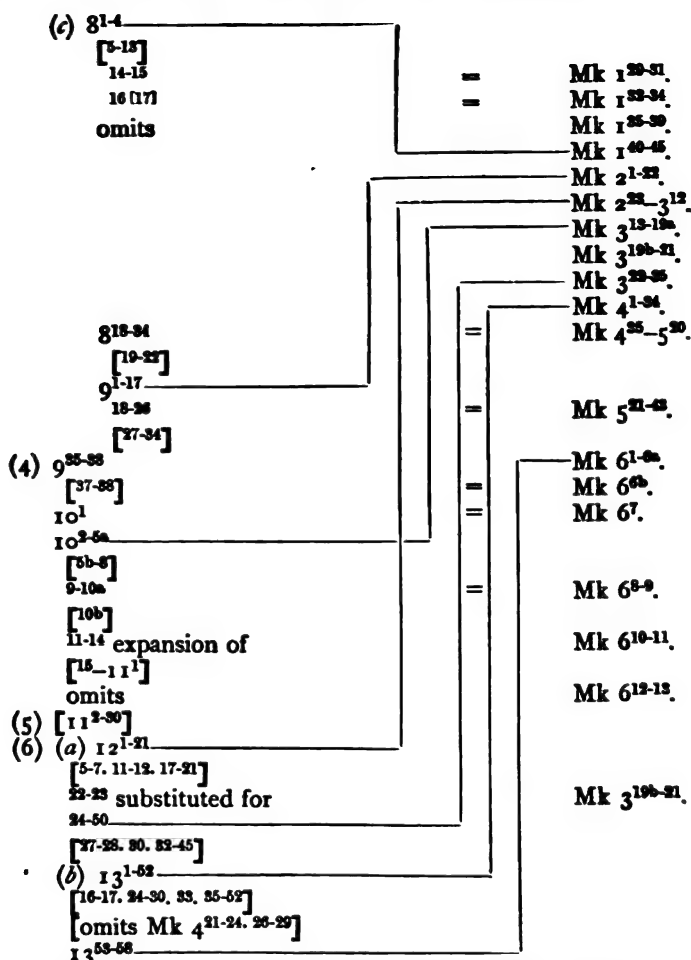 (c) 8¹⁻⁴
[5-13]
14-15 = Mk 1²⁹⁻³¹.
16 [17] = Mk 1³²⁻³⁴.
omits Mk 1³⁵⁻³⁹.
Mk 1⁴⁰⁻⁴⁵.
Mk 2¹⁻²².
Mk 2²³–3¹².
Mk 3¹³⁻¹⁹ᵃ.
Mk 3¹⁹ᵇ⁻²¹.
Mk 3²²⁻³⁵.
Mk 4¹⁻³⁴.
8¹⁸⁻³⁴ = Mk 4³⁵–5²⁰.
[19-22]
9¹⁻¹⁷
18-26 = Mk 5²¹⁻⁴³.
[27-34]
(4) 9³⁵⁻³⁸ Mk 6¹⁻⁶ᵃ.
[37-38] = Mk 6⁶ᵇ.
10¹ = Mk 6⁷.
10²⁻⁵ᵃ
[5b-8]
9-10a = Mk 6⁸⁻⁹.
[10b]
11-14 expansion of Mk 6¹⁰⁻¹¹.
[15–11¹]
omits Mk 6¹²⁻¹³.
(5) [11²⁻³⁰]
(6) (a) 12¹⁻²¹
[5-7. 11-12. 17-21]
22-23 substituted for Mk 3¹⁹ᵇ⁻²¹.
24-50
[27-28. 30. 32-45]
(b) 13¹⁻⁵²
[16-17. 24-30. 33. 35-52]
[omits Mk 4²¹⁻²⁴. ²⁶⁻²⁹]
13⁵³⁻⁵⁸